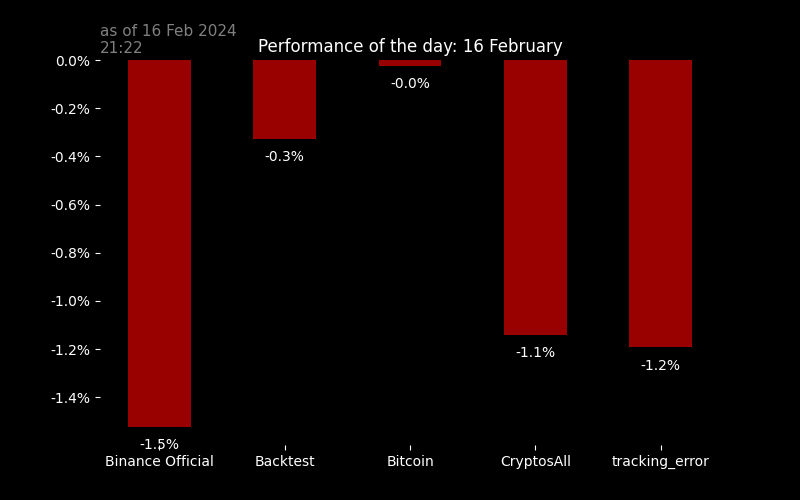 as of 16 Feb 2024
21:22
Performance of the day: 16 February
0.0%
-0.2%
-0.4%
-0.6%
-0.8%
-1.0%
-1.2%
-1.4%
-1.5%
-0.3%
-0.0%
-1.1%
-1.2%
Binance Official
Backtest
Bitcoin
CryptosAll
tracking_error